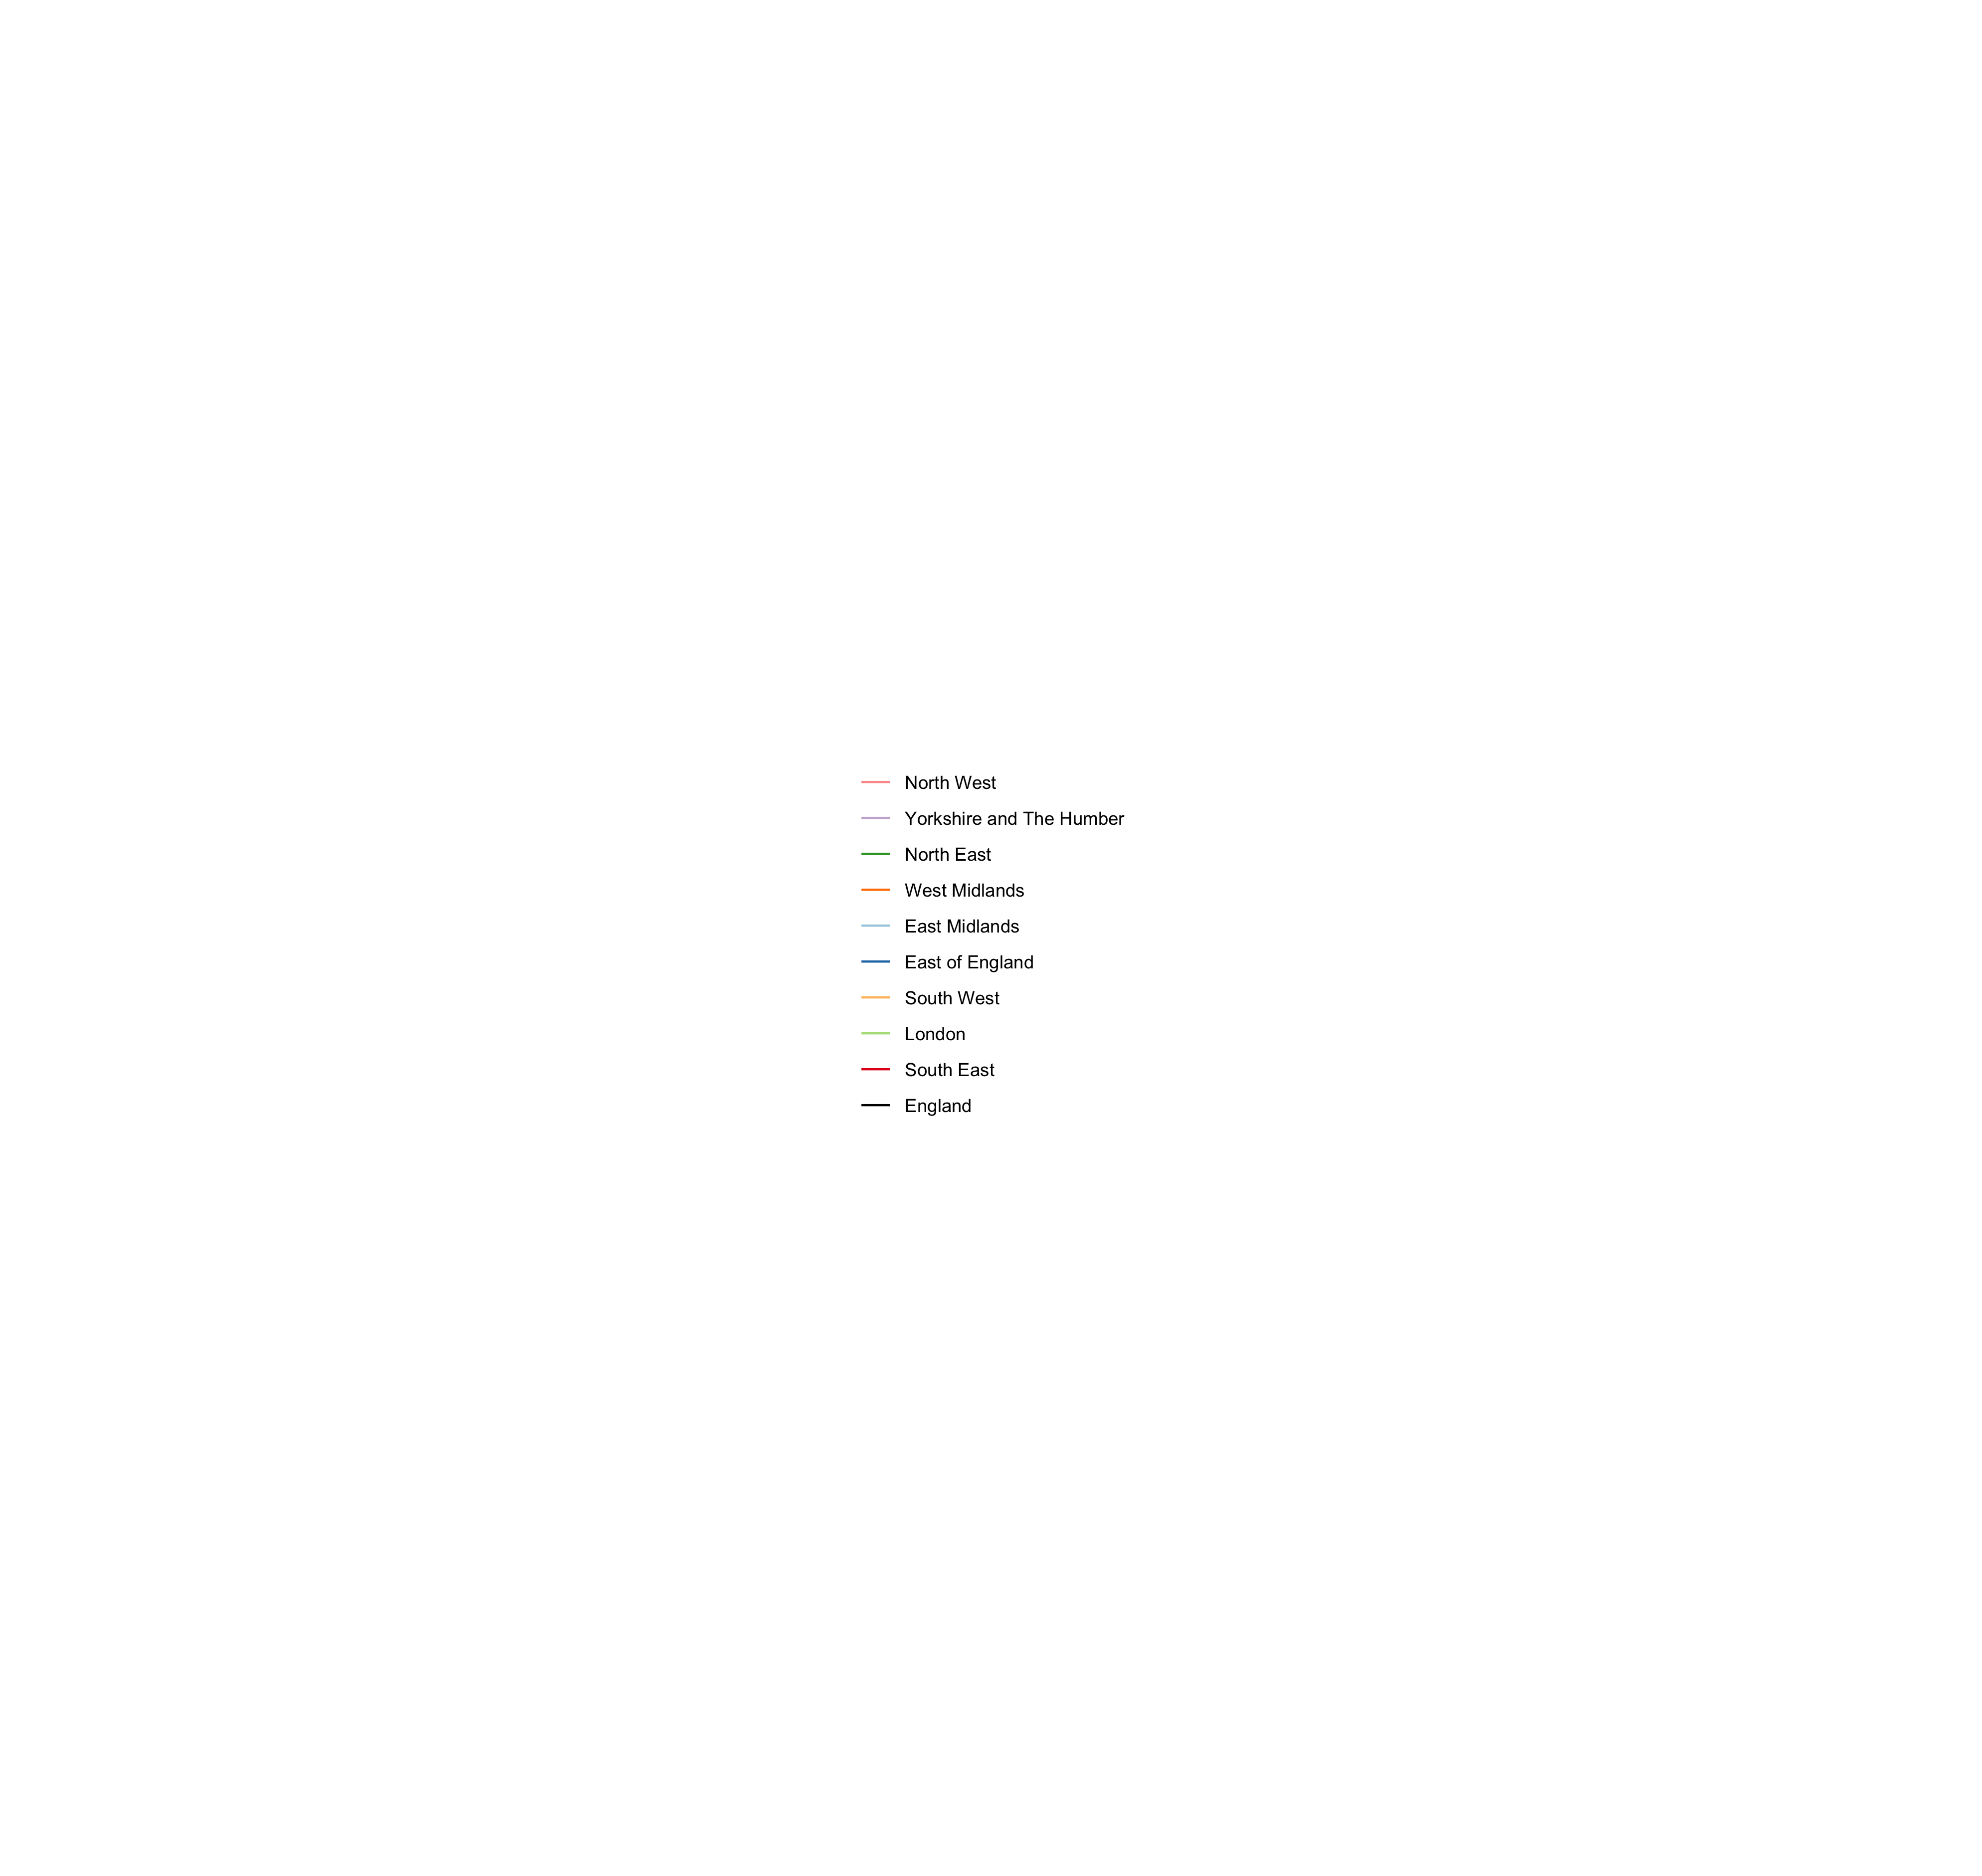 North West
Yorkshire and The Humber
North East
West Midlands
East Midlands
East of England
South West
London
South East
England